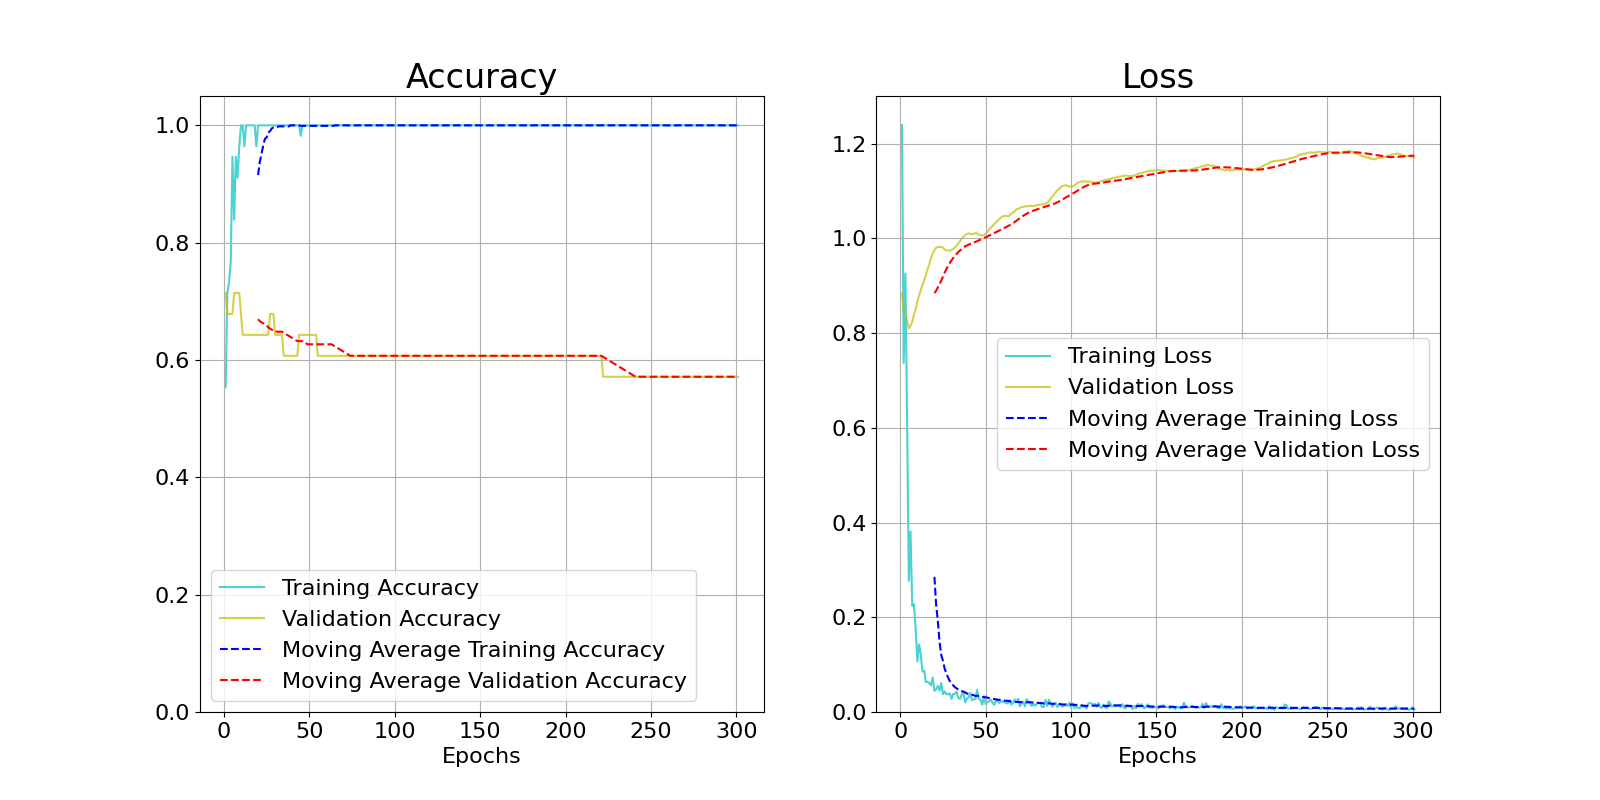 Accuracy
1.0
0.8
0.6
0.4
0.2
0.0
Training Accuracy
Validation Accuracy
Moving Average Training Accuracy
Moving Average Validation Accuracy
0 50 100 150 200 250 300
Epochs
Loss
1.2
1.0
0.8
0.6
0.4
0.2
0.0
Training Loss
Validation Loss
Moving Average Training Loss
Moving Average Validation Loss
0 50 100 150 200 250 300
Epochs